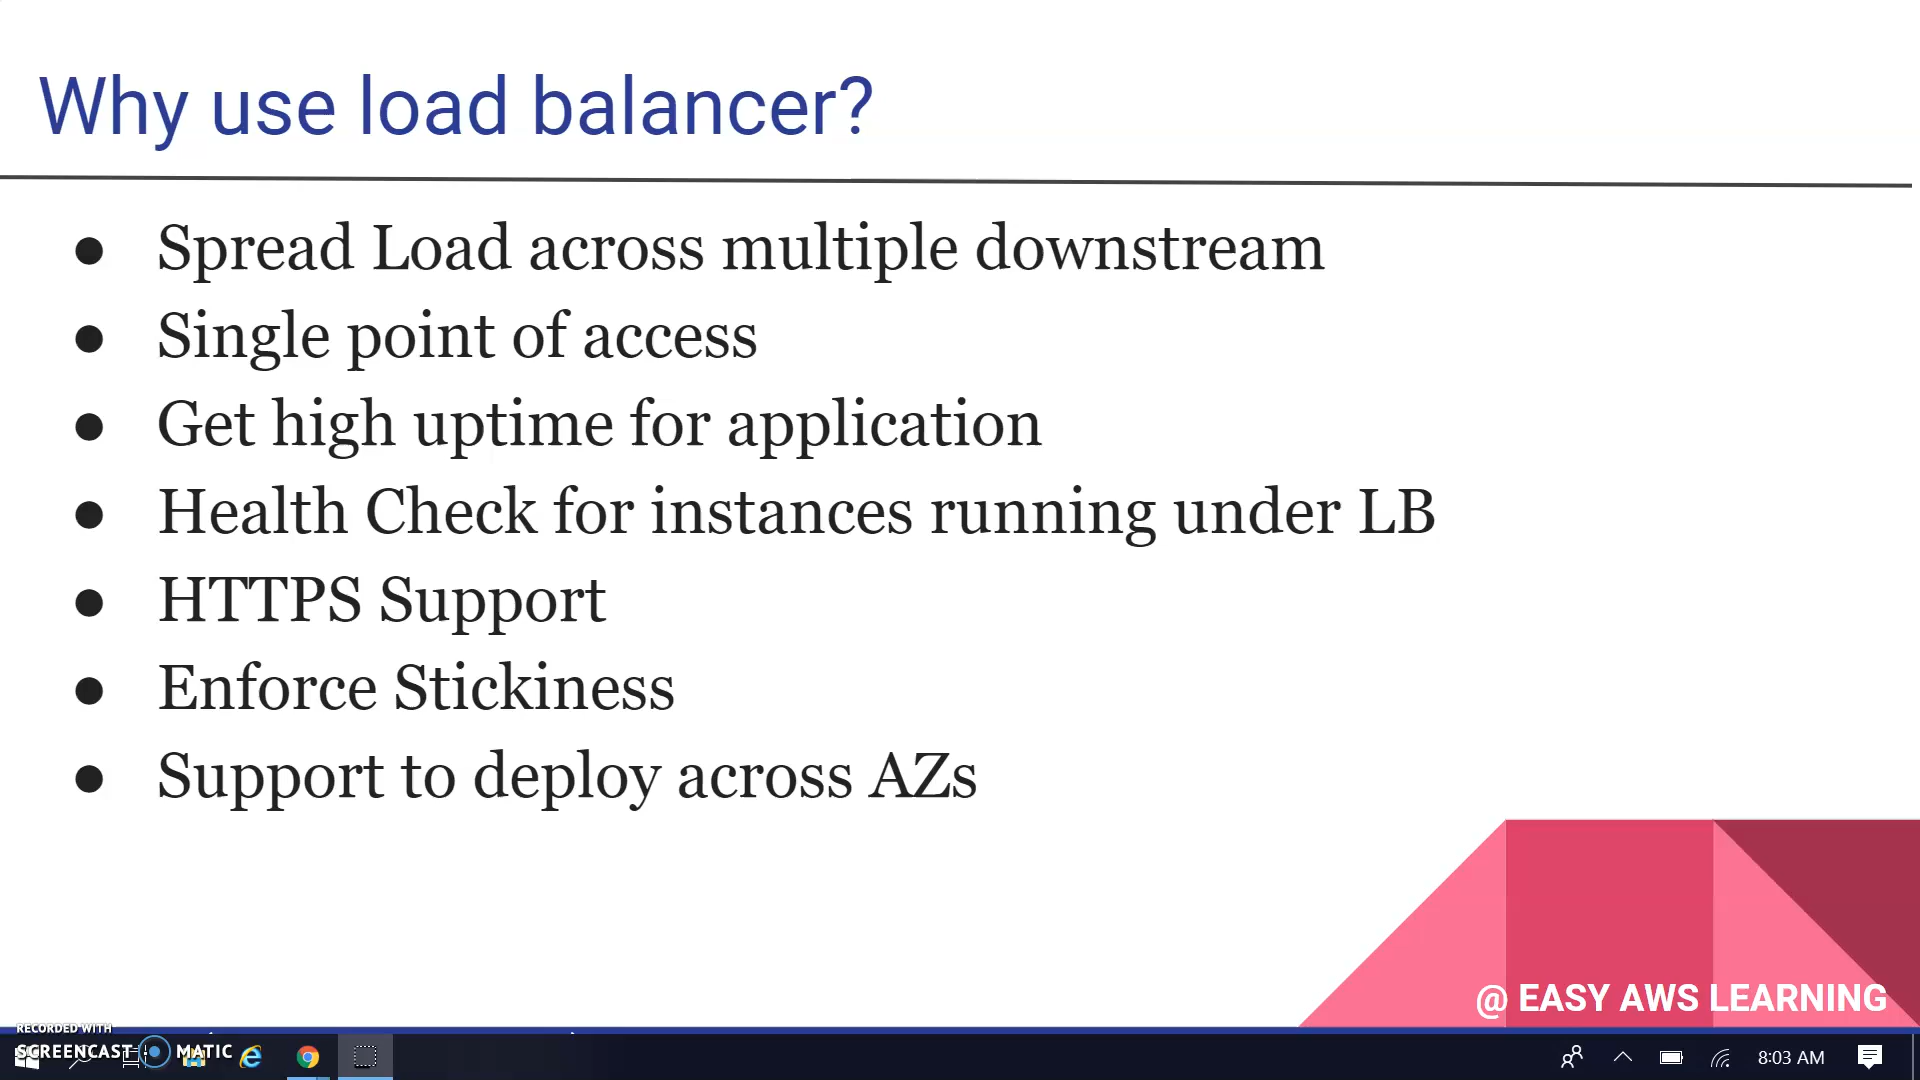 Why use load balancer?
● Spread Load across multiple downstream
● Single point of access
● Get high uptime for application
● Health Check for instances running under LB
● HTTPS Support
● Enforce Stickiness
● Support to deploy across AZs
@ EASY AWS LEARNING
RECORDED WITH
SCREENCAST MATIC
8:03 AM